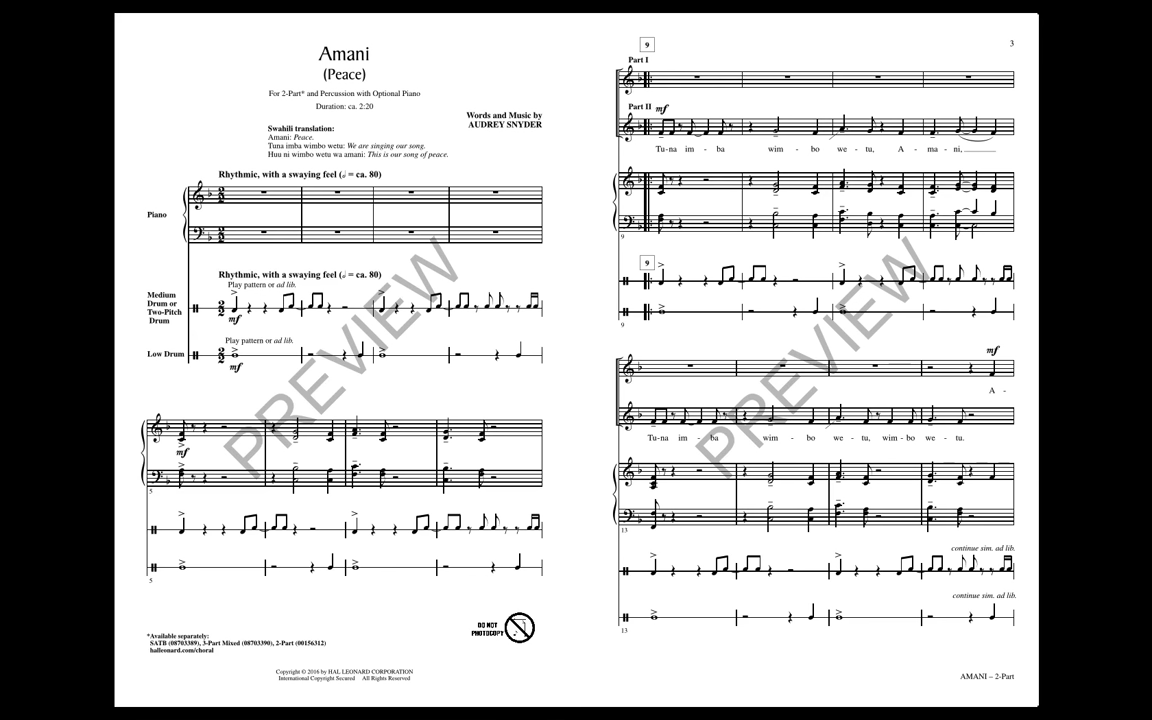 Amani
(Peace)
For 2-Part* and Percussion with Optional Piano
Duration: ca. 2:20
Words and Music by
AUDREY SNYDER
Swahili translation:
Amani: Peace.
Tuna imba wimbo wetu: We are singing our song.
Huu ni wimbo wetu wa amani: This is our song of peace.
Rhythmic, with a swaying feel (𝅗𝅥 = ca. 80)
Piano
Rhythmic, with a swaying feel (𝅗𝅥 = ca. 80)
Play pattern or ad lib.
Medium
Drum or
Two-Pitch
Drum
mf
Play pattern or ad lib.
Low Drum
mf
mf
5
5
PREVIEW
DO NOT
PHOTOCOPY
*Available separately:
SATB (08703389), 3-Part Mixed (08703390), 2-Part (00156312)
halleonard.com/choral
Copyright © 2016 by HAL LEONARD CORPORATION
International Copyright Secured All Rights Reserved
3
9
Part I
Part II
mf
Tu-na im - ba wim - bo we - tu, A - ma - ni,
9
9
9
mf
A -
Tu-na im - ba wim - bo we - tu, wim - bo we - tu.
13
continue sim. ad lib.
continue sim. ad lib.
13
PREVIEW
AMANI – 2-Part